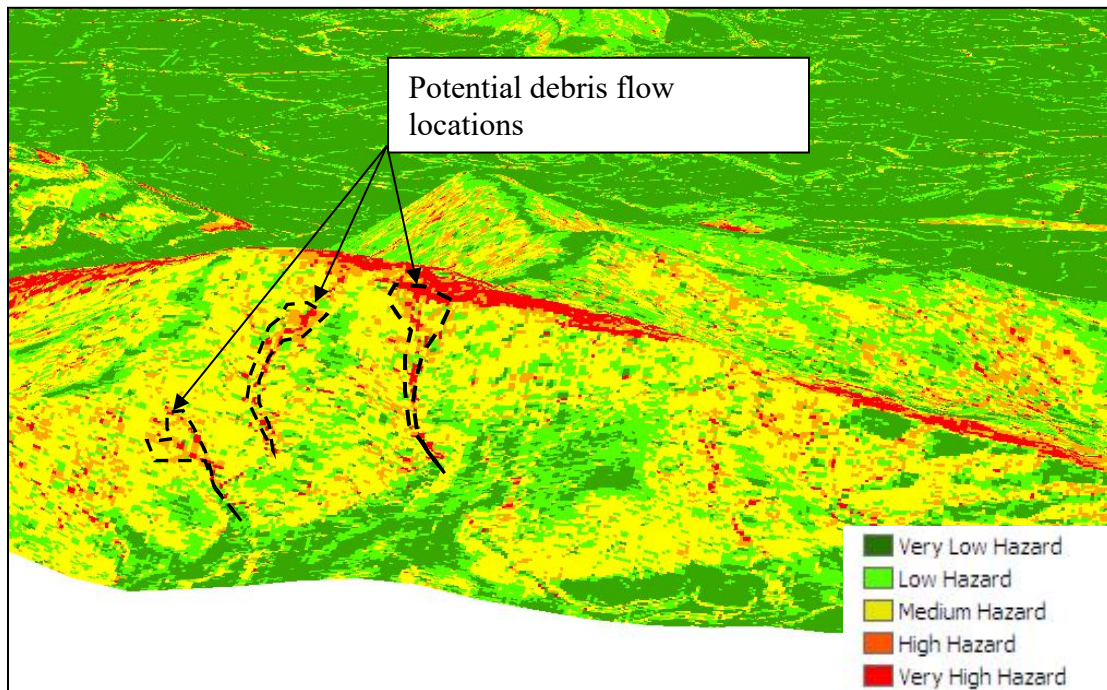 Potential debris flow
locations
Very Low Hazard
Low Hazard
Medium Hazard
High Hazard
Very High Hazard